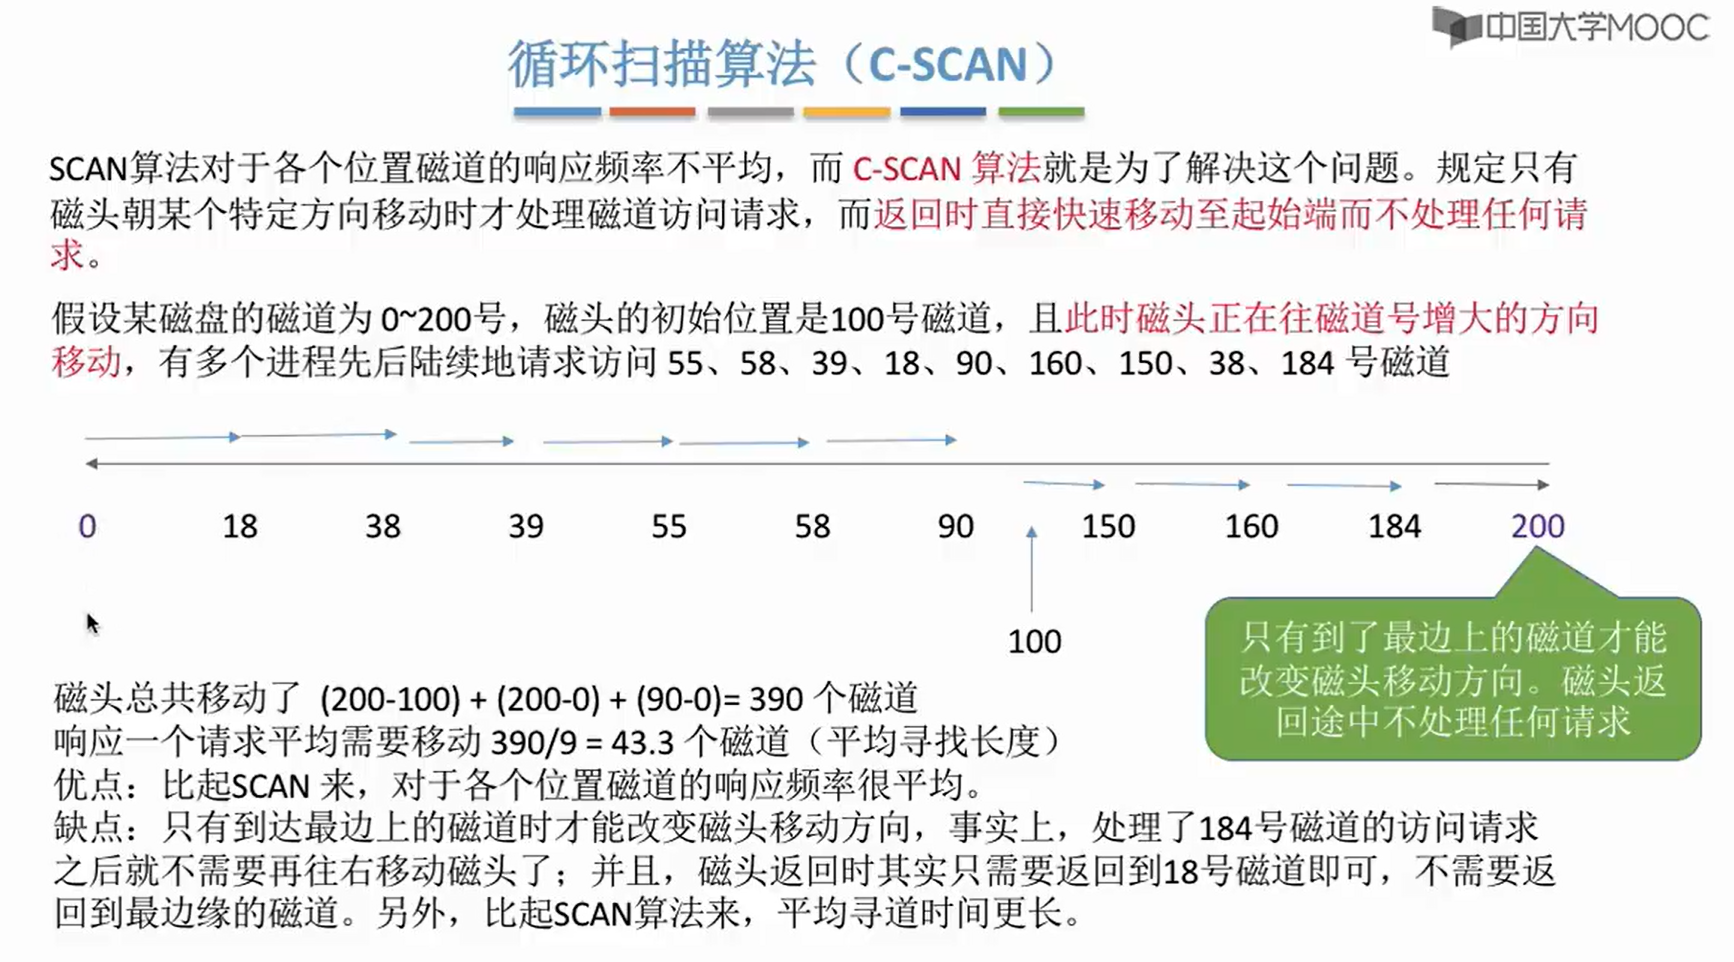 中国大学MOOC
循环扫描算法（C-SCAN）
SCAN算法对于各个位置磁道的响应频率不平均，而 C-SCAN 算法就是为了解决这个问题。规定只有
磁头朝某个特定方向移动时才处理磁道访问请求，而返回时直接快速移动至起始端而不处理任何请
求。
假设某磁盘的磁道为 0~200号，磁头的初始位置是100号磁道，且此时磁头正在往磁道号增大的方向
移动，有多个进程先后陆续地请求访问 55、58、39、18、90、160、150、38、184 号磁道
0 18 38 39 55 58 90 150 160 184 200
100
只有到了最边上的磁道才能
改变磁头移动方向。磁头返
回途中不处理任何请求
磁头总共移动了 (200-100) + (200-0) + (90-0)= 390 个磁道
响应一个请求平均需要移动 390/9 = 43.3 个磁道（平均寻找长度）
优点：比起SCAN 来，对于各个位置磁道的响应频率很平均。
缺点：只有到达最边上的磁道时才能改变磁头移动方向，事实上，处理了184号磁道的访问请求
之后就不需要再往右移动磁头了；并且，磁头返回时其实只需要返回到18号磁道即可，不需要返
回到最边缘的磁道。另外，比起SCAN算法来，平均寻道时间更长。